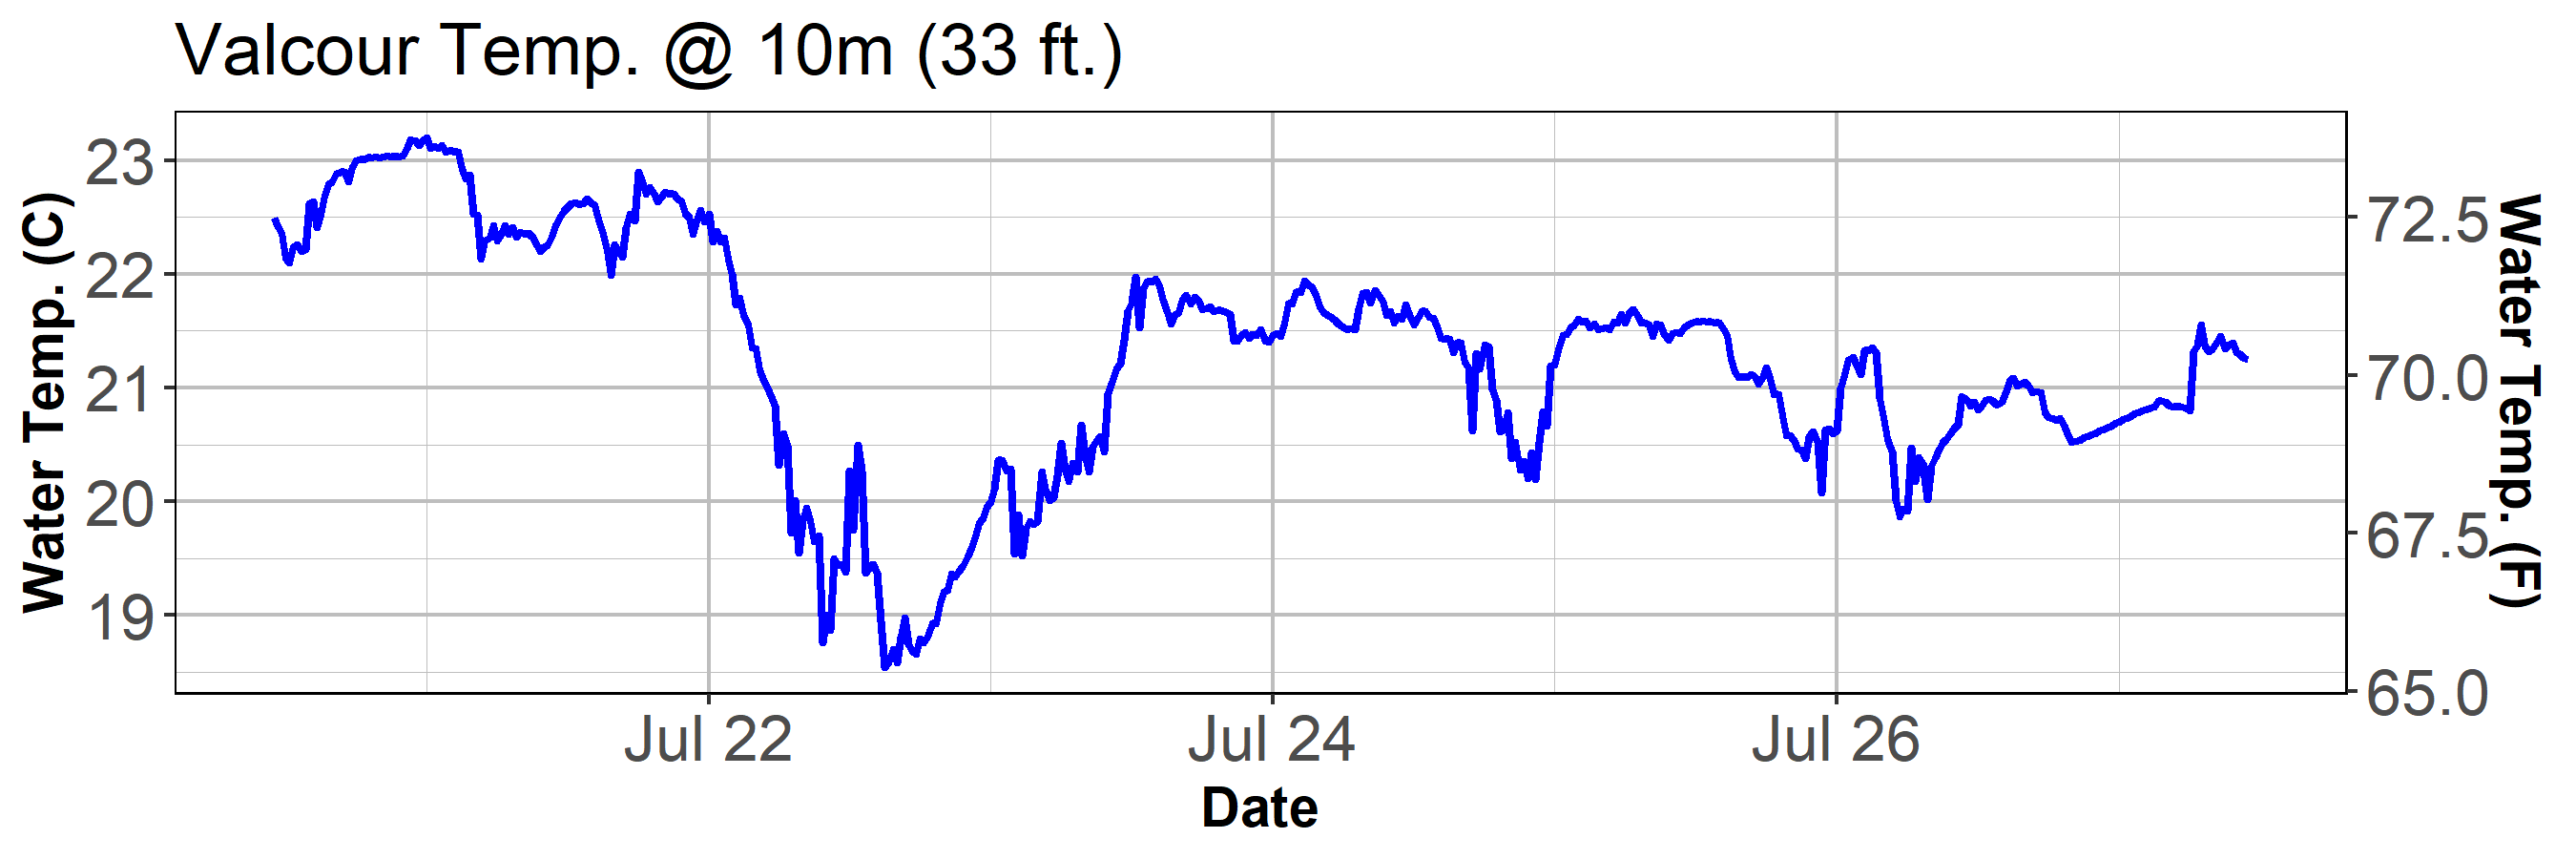 Valcour Temp. @ 10m (33 ft.)
Water Temp. (C)
23
22
21
20
19
72.5
70.0
67.5
65.0
Water Temp. (F)
Jul 22 Jul 24 Jul 26
Date